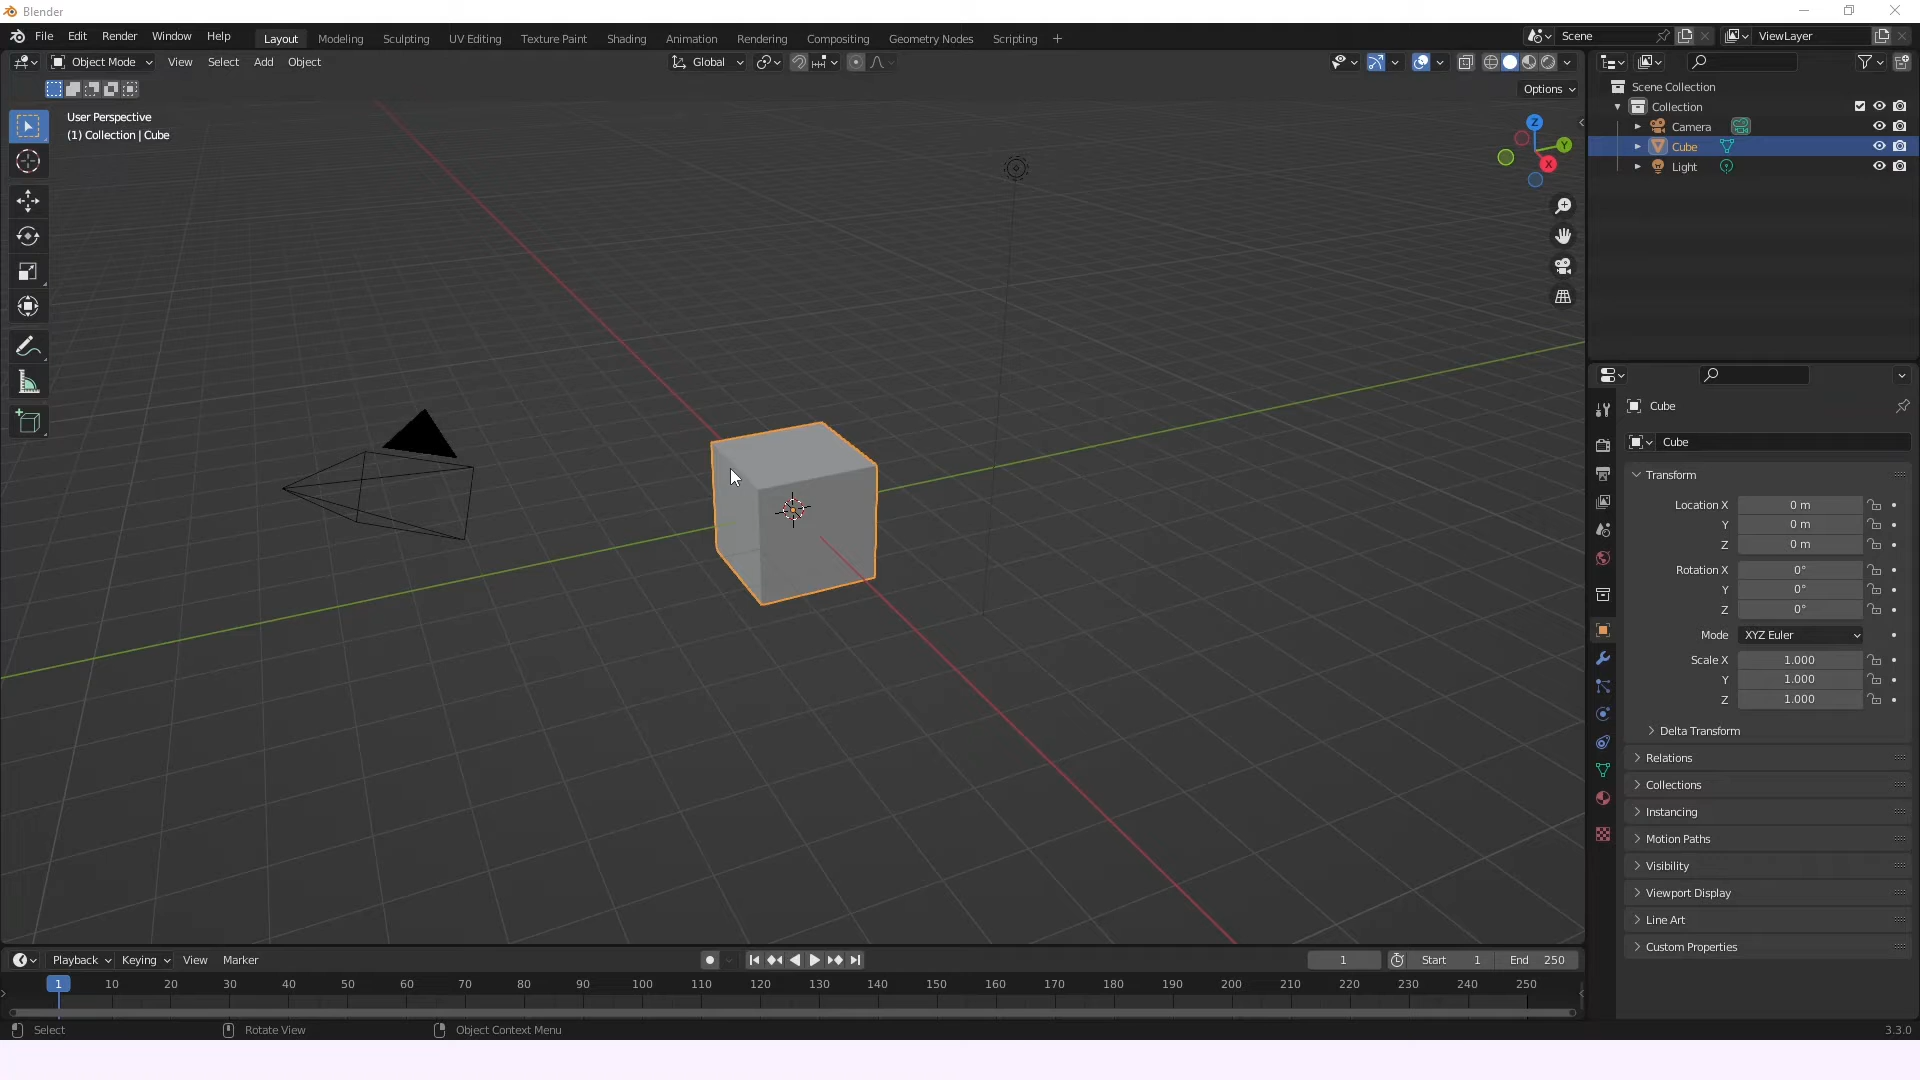 Blender
File Edit Render Window Help Layout Modeling Sculpting UV Editing Texture Paint Shading Animation Rendering Compositing Geometry Nodes Scripting + Scene ViewLayer
Object Mode View Select Add Object Global
Options
User Perspective
(1) Collection | Cube
Z
Y
X
Scene Collection
Collection
Camera
Cube
Light
Cube
Cube
Transform
Location X 0 m
Y 0 m
Z 0 m
Rotation X 0°
Y 0°
Z 0°
Mode XYZ Euler
Scale X 1.000
Y 1.000
Z 1.000
Delta Transform
Relations
Collections
Instancing
Motion Paths
Visibility
Viewport Display
Line Art
Custom Properties
Playback Keying View Marker 1 Start 1 End 250
1 10 20 30 40 50 60 70 80 90 100 110 120 130 140 150 160 170 180 190 200 210 220 230 240 250
Select Rotate View Object Context Menu 3.3.0